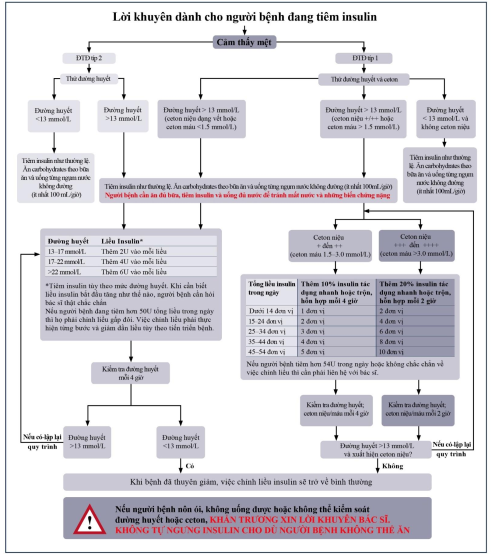 Lời khuyên dành cho người bệnh đang tiêm insulin
Cảm thấy mệt
ĐTD típ 2
ĐTD típ 1
Thử đường huyết
Thử đường huyết và ceton
Đường huyết
<13 mmol/L
Đường huyết
>13 mmol/L
Đường huyết > 13 mmol/L
(ceton niệu dạng vết hoặc
ceton máu <1.5 mmol/L)
Đường huyết > 13 mmol/L
(ceton niệu +/++ hoặc
ceton máu > 1.5 mmol/L)
Đường huyết
< 13 mmol/L và
không ceton niệu
Tiêm insulin như thường lệ.
Ăn carbohydrates theo bữa
ăn và uống từng ngụm nước
không đường
(ít nhất 100 mL/giờ)
Tiêm insulin như thường lệ. Ăn carbohydrates theo bữa ăn và uống từng ngụm nước không đường (ít nhất 100mL/giờ)
Người bệnh cần ăn đủ bữa, tiêm insulin và uống đủ nước để tránh mất nước và những biến chứng nặng
Tiêm insulin như thường lệ.
Ăn carbohydrates theo bữa
ăn và uống từng ngụm nước
không đường
(ít nhất 100mL/giờ)
Đường huyết Liều Insulin*
13-17mmol/L Thêm 2U vào mỗi liều
17-22 mmol/L Thêm 4U vào mỗi liều
>22 mmol/L Thêm 6U vào mỗi liều
*Tiêm insulin tùy theo mức đường huyết. Khi cần biết
liều insulin bắt đầu tăng như thế nào, người bệnh cần hỏi
bác sĩ thật chắc chắn
Nếu người bệnh đang tiêm hơn 50U tổng liều trong ngày
thì họ phải chỉnh liều gấp đôi. Việc chỉnh liều phải thực
hiện từng bước và giảm dần liều tùy theo tiến triển bệnh.
Ceton niệu
+ đến ++
(ceton máu 1.5–3.0 mmol/L)
Ceton niệu
+++ đến ++++
(ceton máu >3.0 mmol/L)
Tổng liều insulin
trong ngày
Thêm 10% insulin tác
dụng nhanh hoặc trộn,
hỗn hợp mỗi 4 giờ
Thêm 20% insulin tác
dụng nhanh hoặc trộn,
hỗn hợp mỗi 2 giờ
Dưới 14 đơn vị 1 đơn vị 2 đơn vị
15-24 đơn vị 2 đơn vị 4 đơn vị
25-34 đơn vị 3 đơn vị 6 đơn vị
35-44 đơn vị 4 đơn vị 8 đơn vị
45-54 đơn vị 5 đơn vị 10 đơn vị
Nếu người bệnh tiêm hơn 54U trong ngày hoặc không chắc chắn về
việc chỉnh liều thì cần phải liên hệ với bác sĩ.
Kiểm tra đường huyết
mỗi 4 giờ
Kiểm tra đường huyết;
ceton niệu/máu mỗi 4 giờ
Kiểm tra đường huyết;
ceton niệu/máu mỗi 2 giờ
Nếu có-lặp lại
quy trình
Đường huyết
>13 mmol/L
Đường huyết
<13 mmol/L
Đường huyết >13 mmol/L
và xuất hiện ceton niệu?
Nếu có-lặp lại
quy trình
Có
Không
Khi bệnh đã thuyên giảm, việc chỉnh liều insulin sẽ trở về bình thường
Nếu người bệnh nôn ói, không uống được hoặc không thể kiểm soát
đường huyết hoặc ceton, KHẨN TRƯƠNG XIN LỜI KHUYÊN BÁC SĨ.
KHÔNG TỰ NGƯNG INSULIN CHO DÙ NGƯỜI BỆNH KHÔNG THỂ ĂN